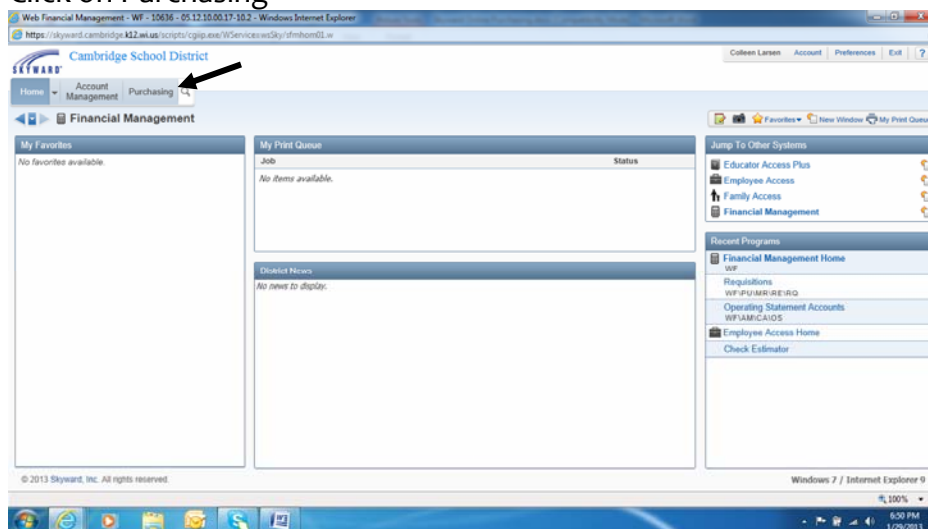 Click on Purchasing
Web Financial Management - WF - 10636 - 05.12.10.00.17-10.2 - Windows Internet Explorer
https://skyward.cambridge.k12.wi.us/scripts/cgiip.exe/WService=wsSky/sfmhom01.w
SKYWARD
Cambridge School District
Colleen Larsen Account Preferences Exit ?
Home Account Management Purchasing
Financial Management
Favorites New Window My Print Queue
My Favorites
No favorites available.
My Print Queue
Job Status
No items available.
District News
No news to display.
Jump To Other Systems
Educator Access Plus
Employee Access
Family Access
Financial Management
Recent Programs
Financial Management Home
WF
Requisitions
WF\PU\MR\RE\RQ
Operating Statement Accounts
WF\AM\CA\OS
Employee Access Home
Check Estimator
© 2013 Skyward, Inc. All rights reserved.
Windows 7 / Internet Explorer 9
100%
6:50 PM
1/29/2013